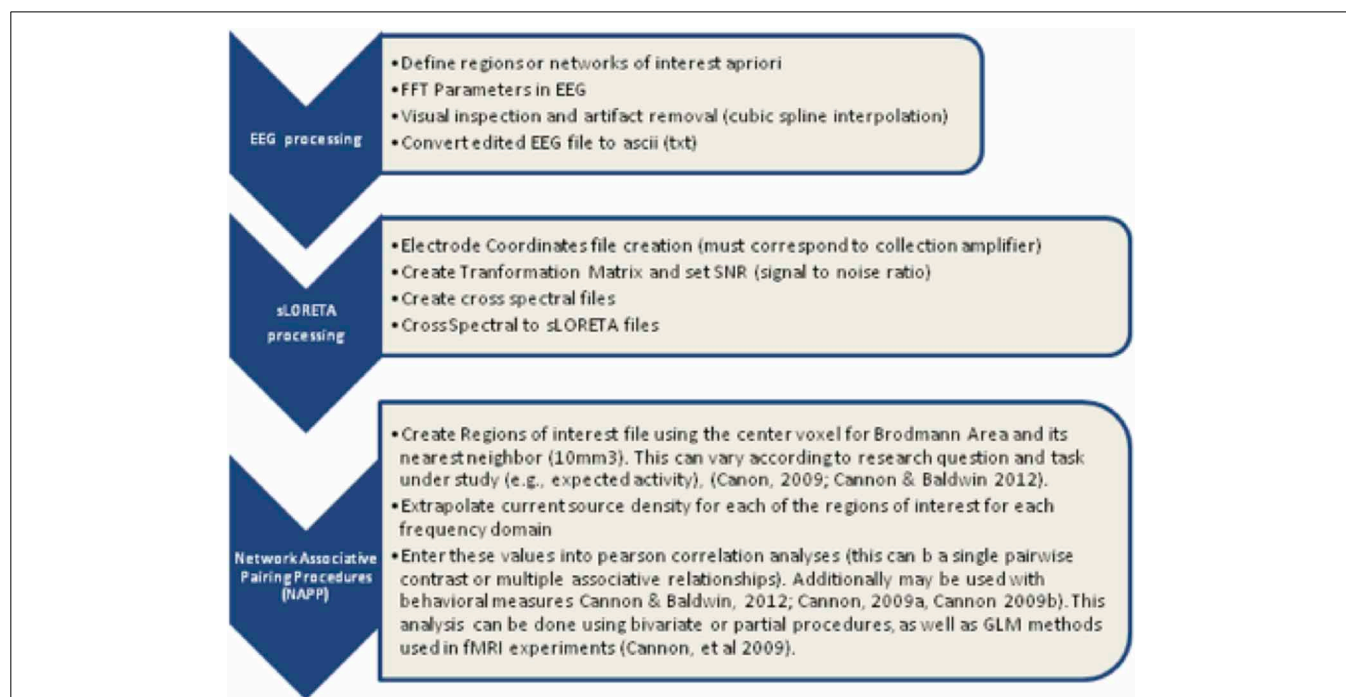 EEG processing
• Define regions or networks of interest apriori
• FFT Parameters in EEG
• Visual inspection and artifact removal (cubic spline interpolation)
• Convert edited EEG file to ascii (txt)
sLORETA
processing
• Electrode Coordinates file creation (must correspond to collection amplifier)
• Create Tranformation Matrix and set SNR (signal to noise ratio)
• Create cross spectral files
• CrossSpectral to sLORETA files
Network Associative
Pairing Procedures
(NAPP)
• Create Regions of interest file using the center voxel for Brodmann Area and its
nearest neighbor (10mm3). This can vary according to research question and task
under study (e.g., expected activity), (Canon, 2009; Cannon & Baldwin 2012).
• Extrapolate current source density for each of the regions of interest for each
frequency domain
• Enter these values into pearson correlation analyses (this can b a single pairwise
contrast or multiple associative relationships). Additionally may be used with
behavioral measures Cannon & Baldwin, 2012; Cannon, 2009a, Cannon 2009b). This
analysis can be done using bivariate or partial procedures, as well as GLM methods
used in fMRI experiments (Cannon, et al 2009).